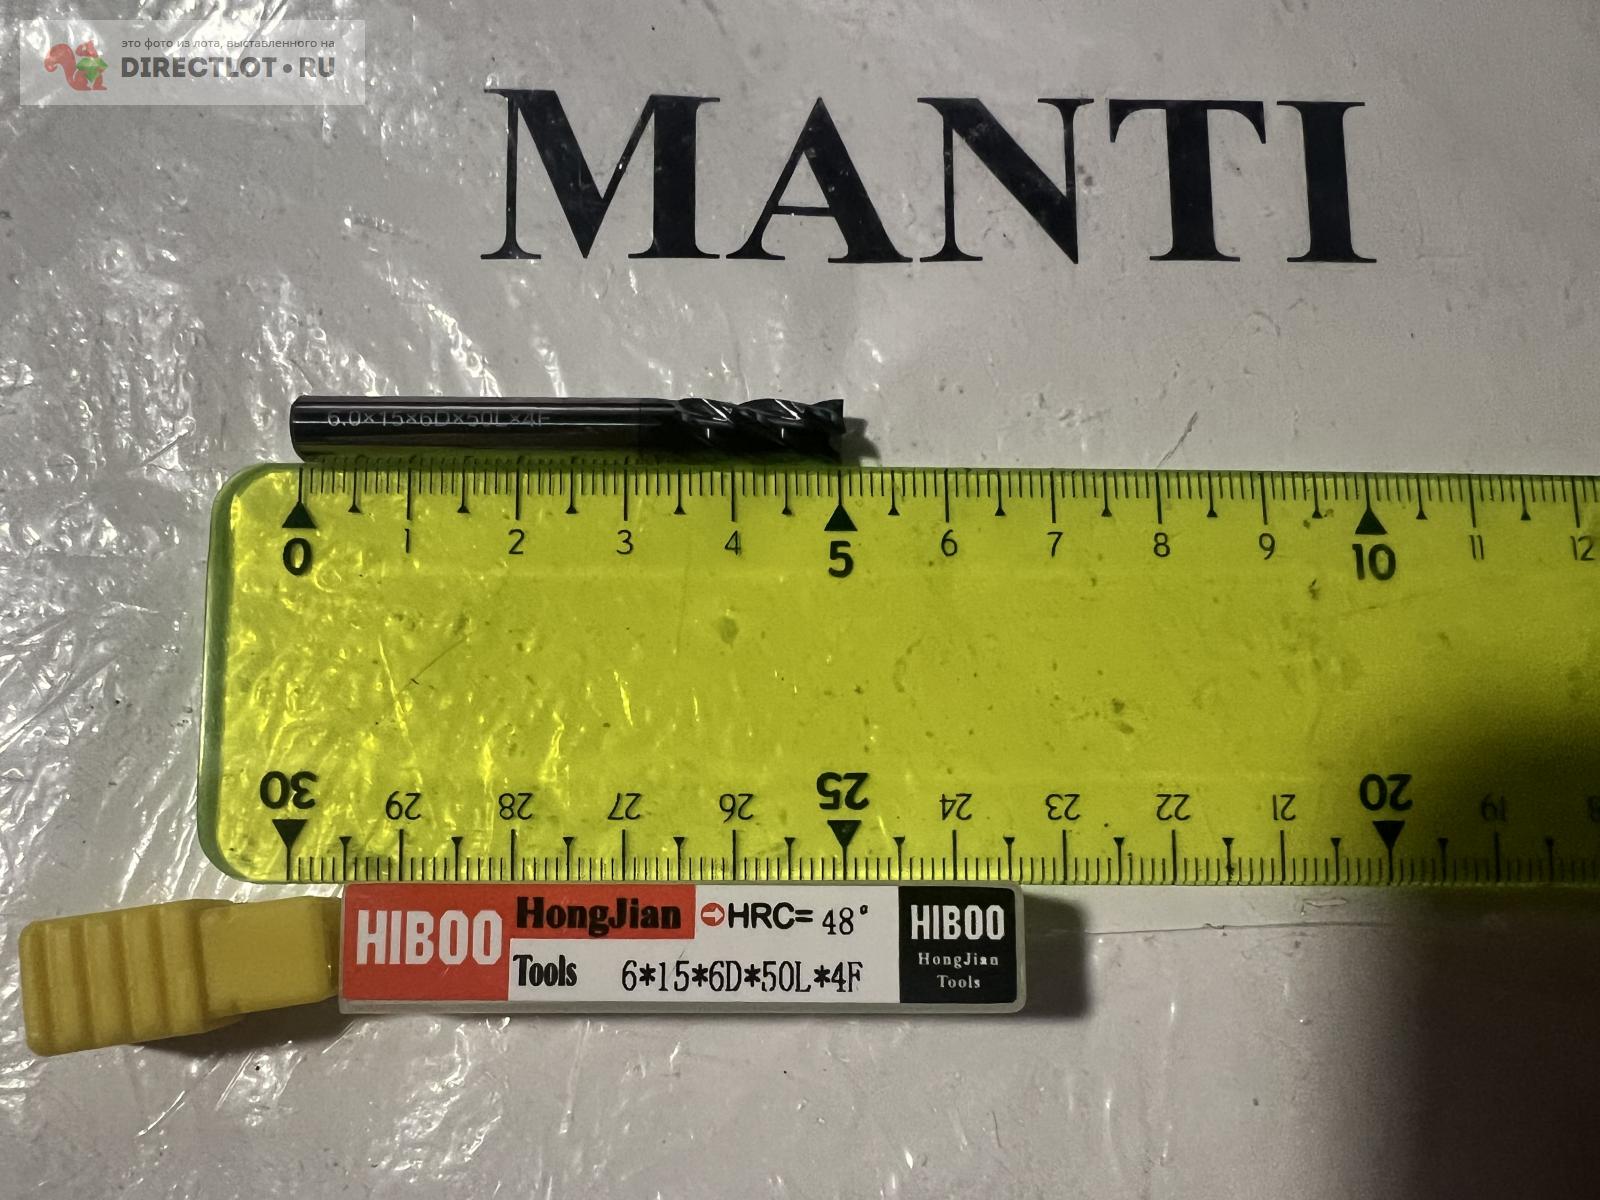 это фото из лота, выставленного на
DIRECTLOT•RU
MANTI
6.0×15×6D×50L×4F
0 1 2 3 4 5 6 7 8 9 10 11 12
30 29 28 27 26 25 24 23 22 21 20 19
HIBOO
HongJian
Tools
HRC= 48°
6*15*6D*50L*4F
HIBOO
HongJian
Tools